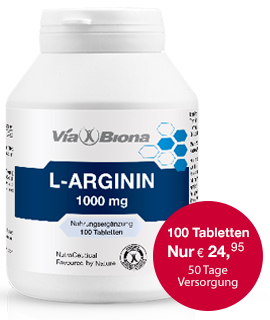 Vía Biona
L-ARGININ
1000 mg
Nahrungsergänzung
100 Tabletten
NutraCeutical
Favoured by Nature
100 Tabletten
Nur € 24,95
50 Tage
Versorgung